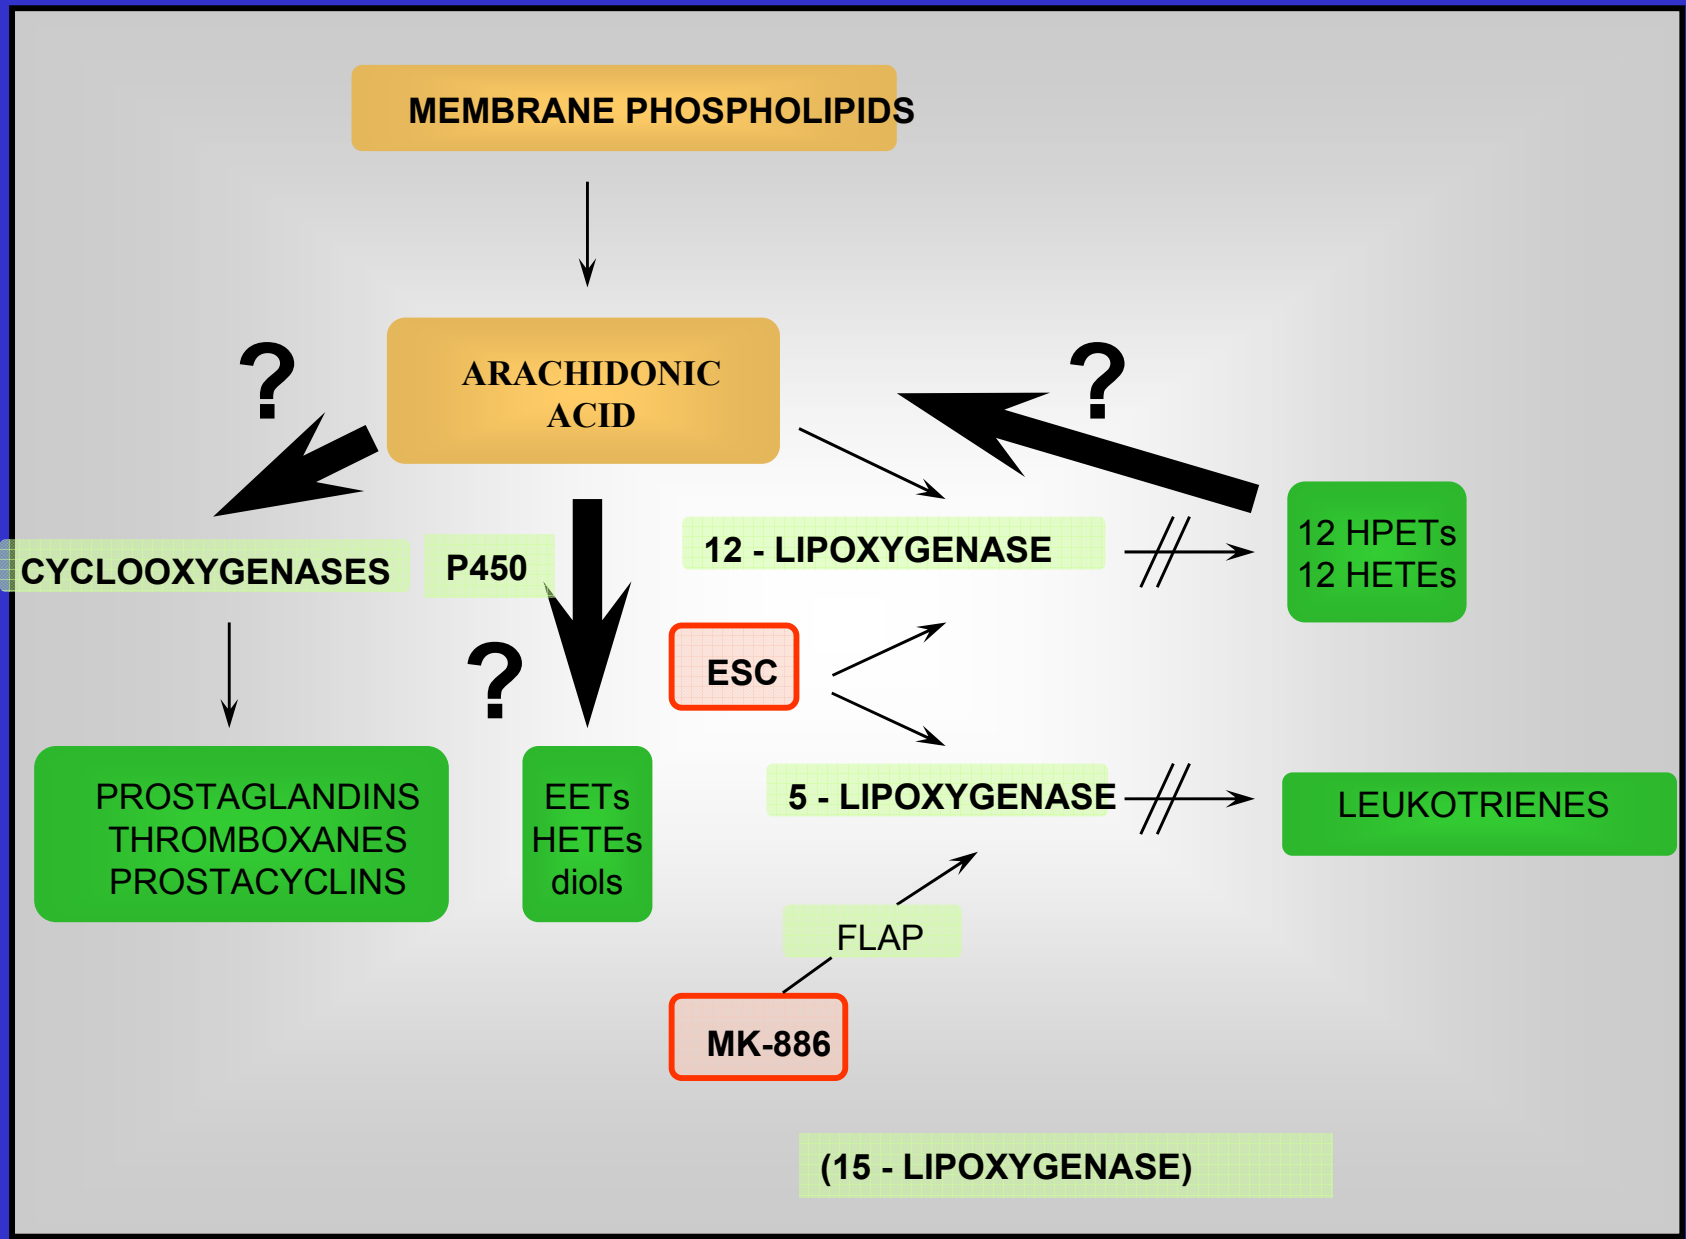 MEMBRANE PHOSPHOLIPIDS
?
ARACHIDONIC
ACID
?
CYCLOOXYGENASES
P450
12 - LIPOXYGENASE
12 HPETs
12 HETEs
?
ESC
PROSTAGLANDINS
THROMBOXANES
PROSTACYCLINS
EETs
HETEs
diols
5 - LIPOXYGENASE
LEUKOTRIENES
FLAP
MK-886
(15 - LIPOXYGENASE)